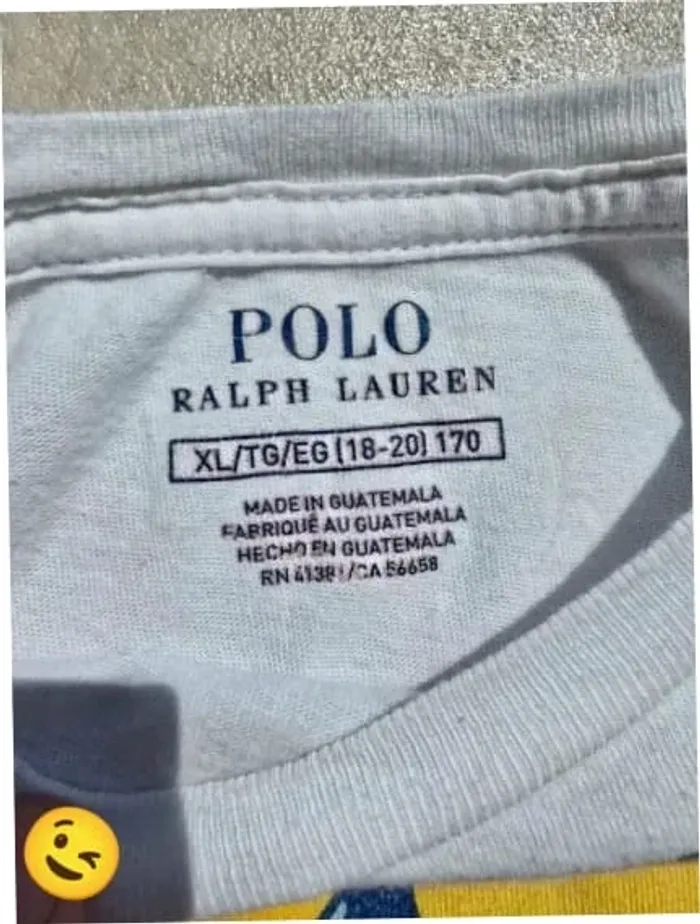 POLO
RALPH LAUREN
XL/TG/EG (18-20) 170
MADE IN GUATEMALA
FABRIQUÉ AU GUATEMALA
HECHO EN GUATEMALA
RN 41381/CA 56658